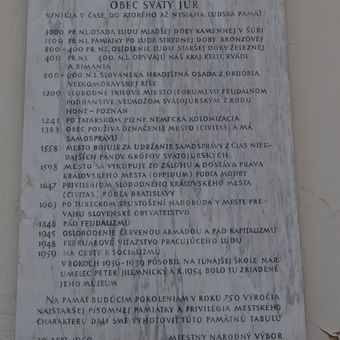 OBEC SVÄTÝ JUR
VZNIKLA V ČASE, DO KTORÉHO AŽ NESIAHA ĽUDSKÁ PAMÄŤ
3000 PR.N.L. OSADA ĽUDU MLADŠEJ DOBY KAMENNEJ V ŠÚRI
1500 PR.N.L. PAMIATKY PO ĽUDE STREDNEJ DOBY BRONZOVEJ
800-400 PR.N.L. OSÍDLENIE ĽUDU STARŠEJ DOBY ŽELEZNEJ
400 PR.N.L. 400 N.L. OBÝVAJÚ NÁŠ KRAJ KELTI, KVÁDI
A RIMANIA
800-900 N.L. SLOVANSKÁ HRADIŠTNÁ OSADA Z OBDOBIA
VEĽKOMORAVSKEJ RÍŠE
1209 SLOBODNÉ TRHOVÉ MIESTO (FORUM) VO FEUDÁLNOM
PODDANSTVE VEĽMOŽOM SVÄTOJURSKÝM Z RODU
HONT-POZNAN
1241 PO TATÁRSKOM PLENE NEMECKÁ KOLONIZÁCIA
1383 OBEC POUŽÍVA OZNAČENIE MESTO (CIVITAS) A MÁ
SAMOSPRÁVU
1558 MESTO BOJUJE ZA UDRŽANIE SAMOSPRÁVY Z ČIAS NIEK-
DAJŠÍCH PÁNOV GRÓFOV SVÄTOJURSKÝCH
1598 MESTO SA VYKUPUJE ZO ZÁLOHU A DOSTÁVA PRÁVA
KRÁĽOVSKÉHO MESTA (OPPIDUM) PODĽA MODRY
1647 PRIVILÉGIUM SLOBODNÉHO KRÁĽOVSKÉHO MESTA
(CIVITAS) PODĽA BRATISLAVY
1663 PO TURECKOM SPUSTOŠENÍ NADOBÚDA V MESTE PRE-
VAHU SLOVENSKÉ OBYVATEĽSTVO
1848 PÁD FEUDALIZMU
1945 OSLOBODENIE ČERVENOU ARMÁDOU A PÁD KAPITALIZMU
1948 FEBRUÁROVÉ VÍŤAZSTVO PRACUJÚCEHO ĽUDU
1959 NA CESTE K SOCIALIZMU
V ROKOCH 1936-1939 PÔSOBIL NA TUNAJŠEJ ŠKOLE NÁR.
UMELEC PETER JILEMNICKÝ A R. 1954 BOLO TU ZRIADENÉ
JEHO MÚZEUM
NA PAMÄŤ BUDÚCIM POKOLENIAM V ROKU 750 VÝROČIA
NAJSTARŠEJ PÍSOMNEJ PAMIATKY A PRIVILÉGIA MESTSKÉHO
CHARAKTERU DALI SME VYHOTOVIŤ TÚTO PAMÄTNÚ TABUĽU
MIESTNY NÁRODNÝ VÝBOR